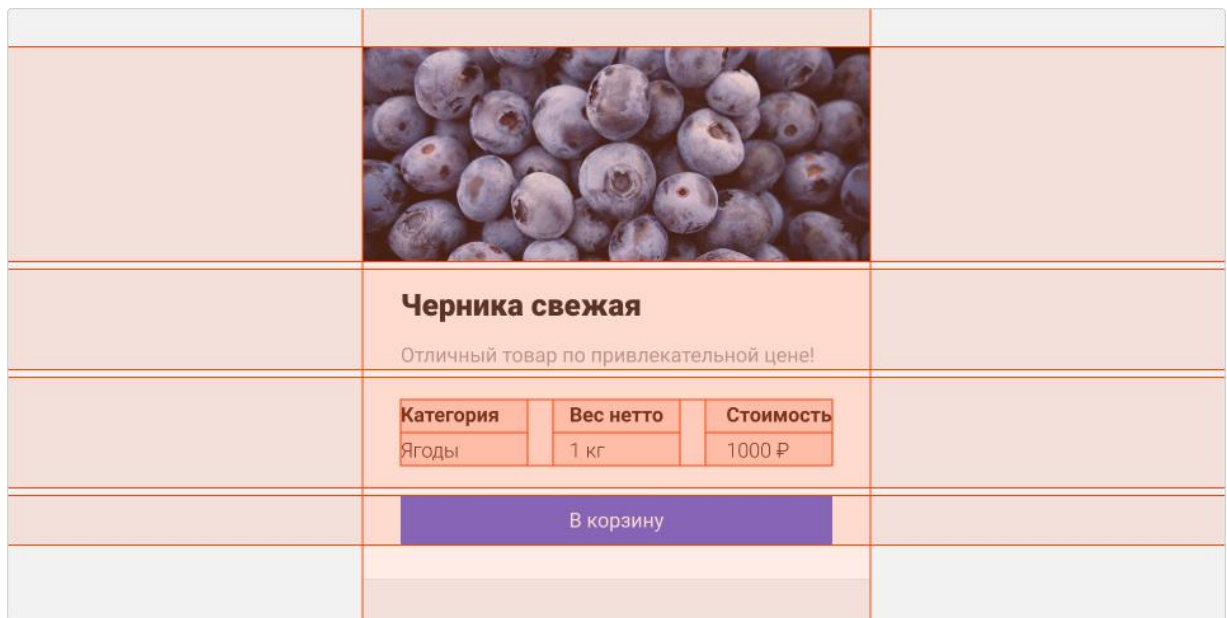 Черника свежая
Отличный товар по привлекательной цене!
Категория Вес нетто Стоимость
Ягоды 1 кг 1000 ₽
В корзину